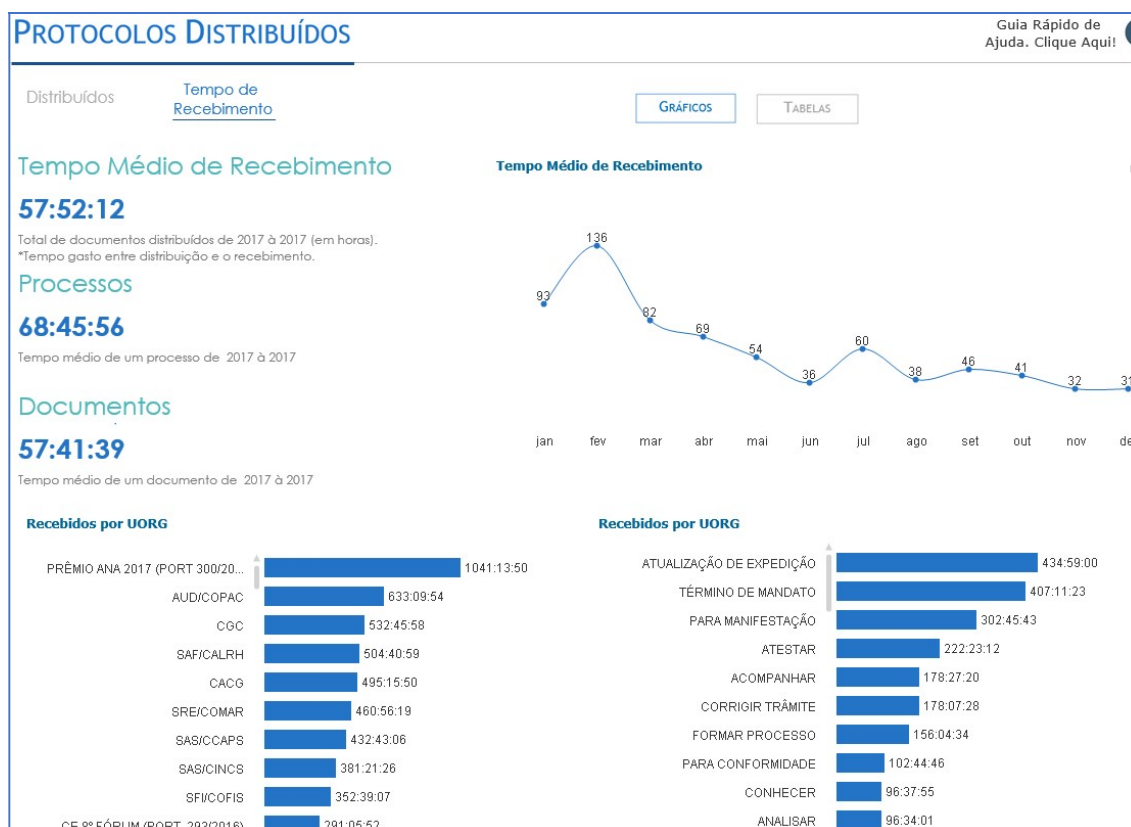 PROTOCOLOS DISTRIBUÍDOS
Guia Rápido de
Ajuda. Clique Aqui!
Distribuídos
Tempo de
Recebimento
GRÁFICOS
TABELAS
Tempo Médio de Recebimento
57:52:12
Total de documentos distribuídos de 2017 à 2017 (em horas).
*Tempo gasto entre distribuição e o recebimento.
Processos
68:45:56
Tempo médio de um processo de 2017 à 2017
Documentos
57:41:39
Tempo médio de um documento de 2017 à 2017
Tempo Médio de Recebimento
93
136
82
69
54
36
60
38
46
41
32
31
jan
fev
mar
abr
mai
jun
jul
ago
set
out
nov
de
Recebidos por UORG
PRÊMIO ANA 2017 (PORT 300/20... 1041:13:50
AUD/COPAC 633:09:54
CGC 532:45:58
SAF/CALRH 504:40:59
CACG 495:15:50
SRE/COMAR 460:56:19
SAS/CCAPS 432:43:06
SAS/CINCS 381:21:26
SFI/COFIS 352:39:07
CE 8º FÓRUM (PORT. 293/2016) 291:05:52
Recebidos por UORG
ATUALIZAÇÃO DE EXPEDIÇÃO 434:59:00
TÉRMINO DE MANDATO 407:11:23
PARA MANIFESTAÇÃO 302:45:43
ATESTAR 222:23:12
ACOMPANHAR 178:27:20
CORRIGIR TRÂMITE 178:07:28
FORMAR PROCESSO 156:04:34
PARA CONFORMIDADE 102:44:46
CONHECER 96:37:55
ANALISAR 96:34:01